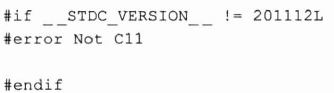 #if __STDC_VERSION__ != 201112L
#error Not C11
#endif